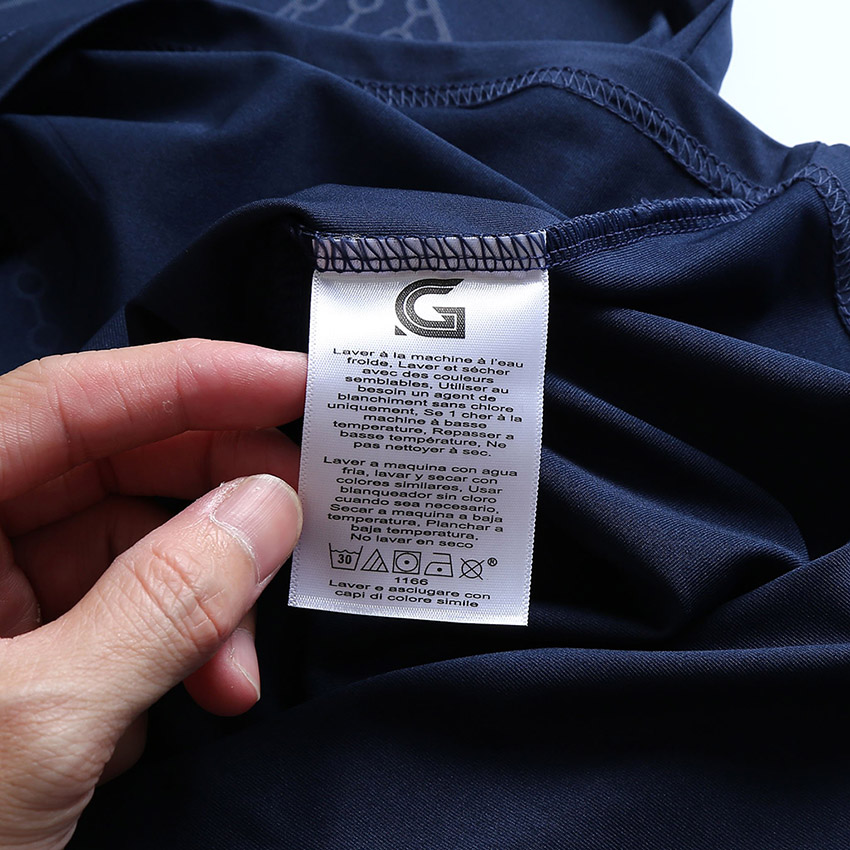 G
Laver à la machine à l'eau
froide, Laver et sécher
avec des couleurs
semblables, Utiliser au
besoin un agent de
blanchiment sans chlore
uniquement, Se 1 cher à la
machine à basse
temperature, Repasser a
basse température, Ne
pas nettoyer à sec.
Laver a maquina con agua
fria, lavar y secar con
colores similares, Usar
blanqueador sin cloro
cuando sea necesario,
Secar a maquina a baja
temperatura, Planchar a
baja temperatura,
No lavar en seco
30 ®
1166
Laver e asciugare con
capi di colore simile